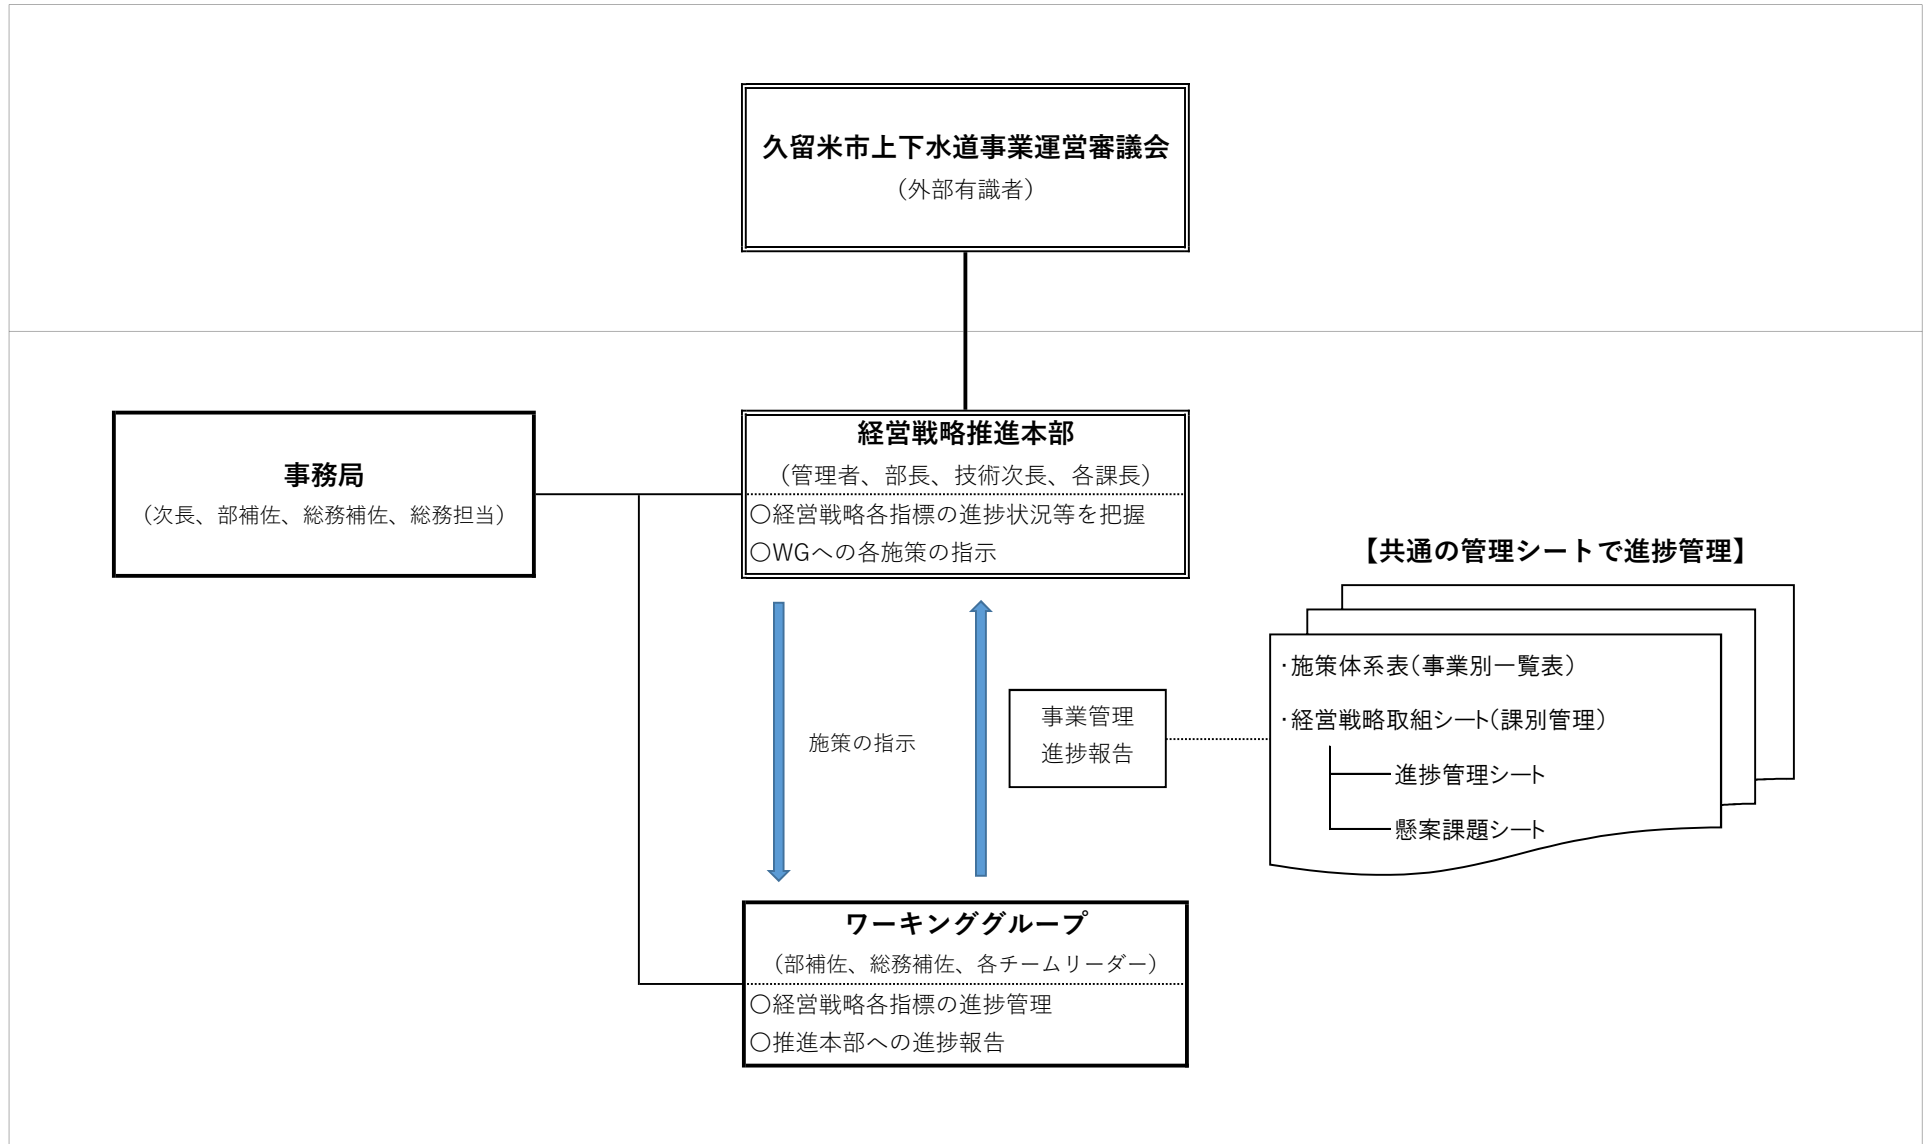 久留米市上下水道事業運営審議会
（外部有識者）
事務局
（次長、部補佐、総務補佐、総務担当）
経営戦略推進本部
（管理者、部長、技術次長、各課長）
〇経営戦略各指標の進捗状況等を把握
〇WGへの各施策の指示
【共通の管理シートで進捗管理】
・施策体系表（事業別一覧表）
・経営戦略取組シート（課別管理）
進捗管理シート
懸案課題シート
施策の指示
事業管理
進捗報告
ワーキンググループ
（部補佐、総務補佐、各チームリーダー）
〇経営戦略各指標の進捗管理
〇推進本部への進捗報告